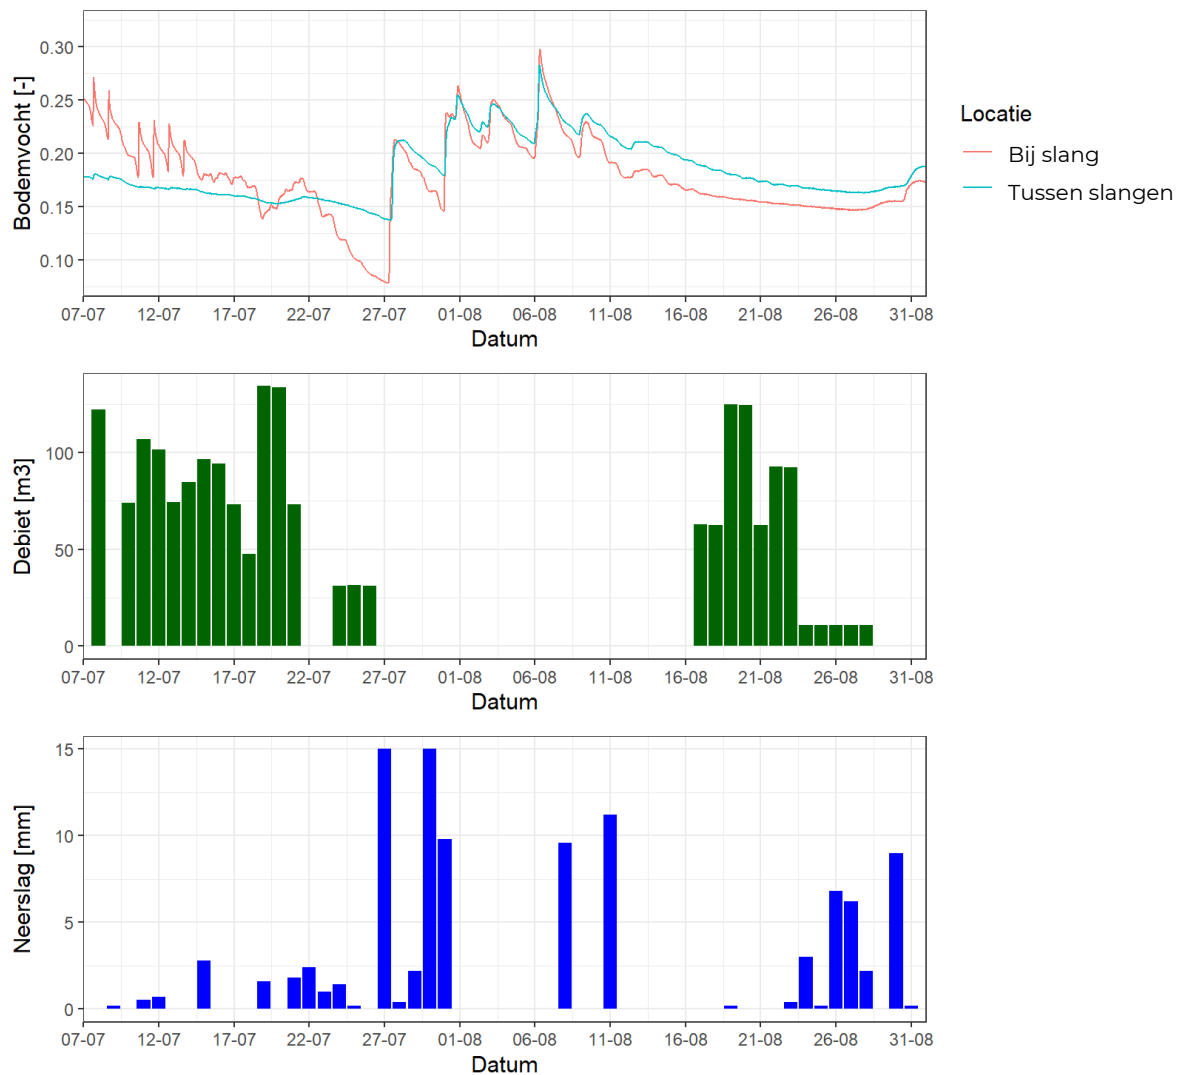 0.30
0.25
0.20
0.15
0.10
Bodenvocht [-]
07-07 12-07 17-07 22-07 27-07 01-08 06-08 11-08 16-08 21-08 26-08 31-08
Datum
Locatie
Bij slang
Tussen slangen
100
50
0
Debiet [m3]
07-07 12-07 17-07 22-07 27-07 01-08 06-08 11-08 16-08 21-08 26-08 31-08
Datum
15
10
5
0
Neerslag [mm]
07-07 12-07 17-07 22-07 27-07 01-08 06-08 11-08 16-08 21-08 26-08 31-08
Datum